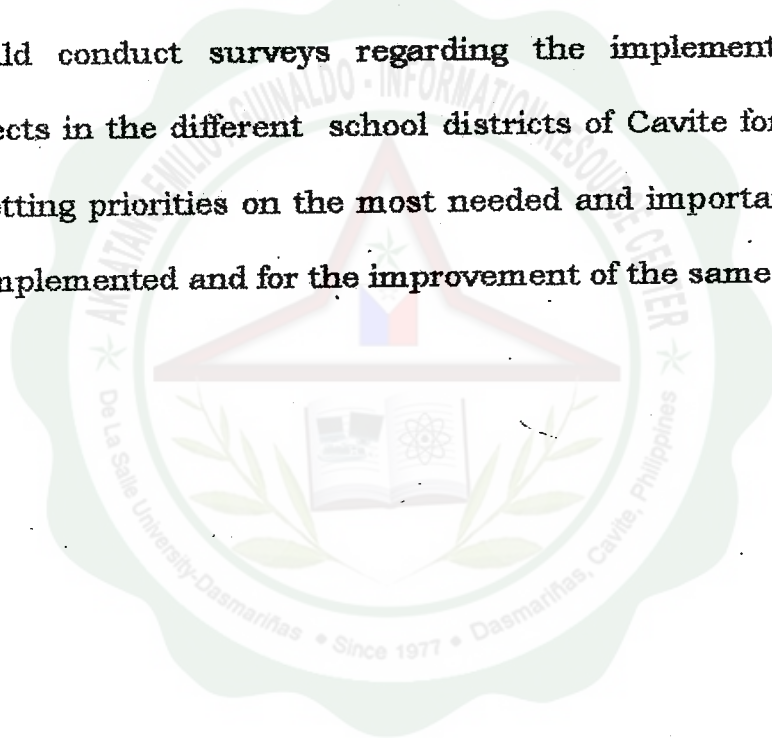 ld conduct surveys regarding the implement
ects in the different school districts of Cavite for
tting priorities on the most needed and importa
nplemented and for the improvement of the same
AKLATAN EMILIO AGUINALDO - INFORMATION RESOURCE CENTER
De La Salle University-Dasmariñas • Since 1977 • Dasmariñas, Cavite, Philippines